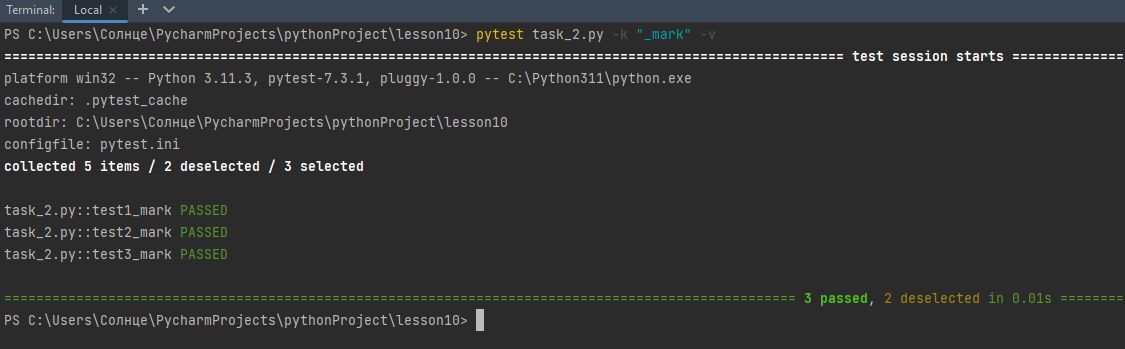 Terminal: Local × +
PS C:\Users\Солнце\PycharmProjects\pythonProject\lesson10> pytest task_2.py -k "_mark" -v
========================================================================================================= test session starts ==============
platform win32 -- Python 3.11.3, pytest-7.3.1, pluggy-1.0.0 -- C:\Python311\python.exe
cachedir: .pytest_cache
rootdir: C:\Users\Солнце\PycharmProjects\pythonProject\lesson10
configfile: pytest.ini
collected 5 items / 2 deselected / 3 selected
task_2.py::test1_mark PASSED
task_2.py::test2_mark PASSED
task_2.py::test3_mark PASSED
=================================================================================================== 3 passed, 2 deselected in 0.01s ========
PS C:\Users\Солнце\PycharmProjects\pythonProject\lesson10>